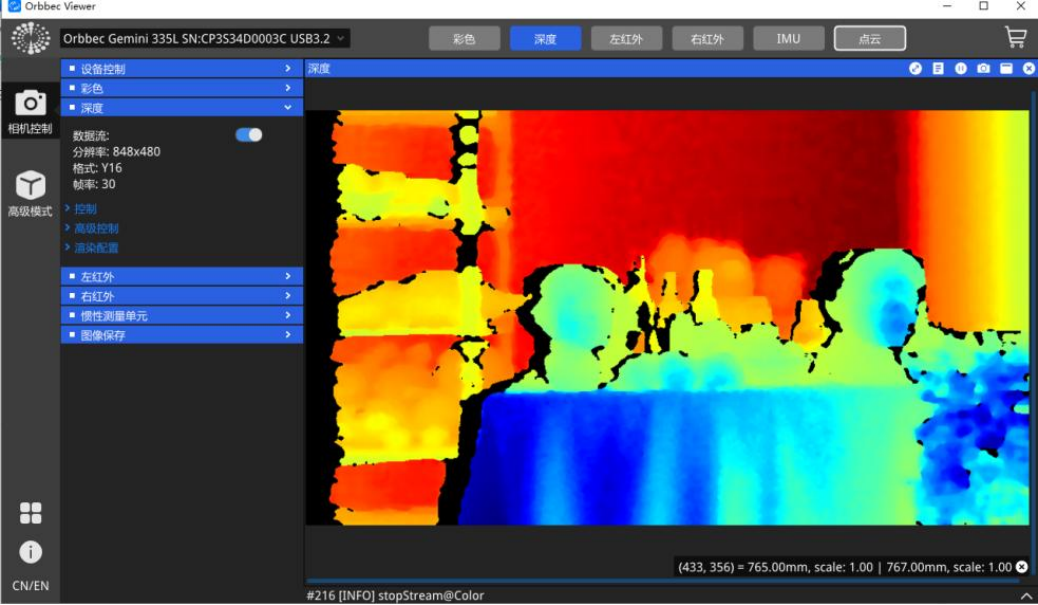 Orbbec Viewer
Orbbec Gemini 335L SN:CP3S34D0003C USB3.2
彩色
深度
左红外
右红外
IMU
点云
相机控制
高级模式
CN/EN
设备控制
彩色
深度
数据流:
分辨率: 848x480
格式: Y16
帧率: 30
控制
高级控制
渲染配置
左红外
右红外
惯性测量单元
图像保存
深度
(433, 356) = 765.00mm, scale: 1.00 | 767.00mm, scale: 1.00
#216 [INFO] stopStream@Color